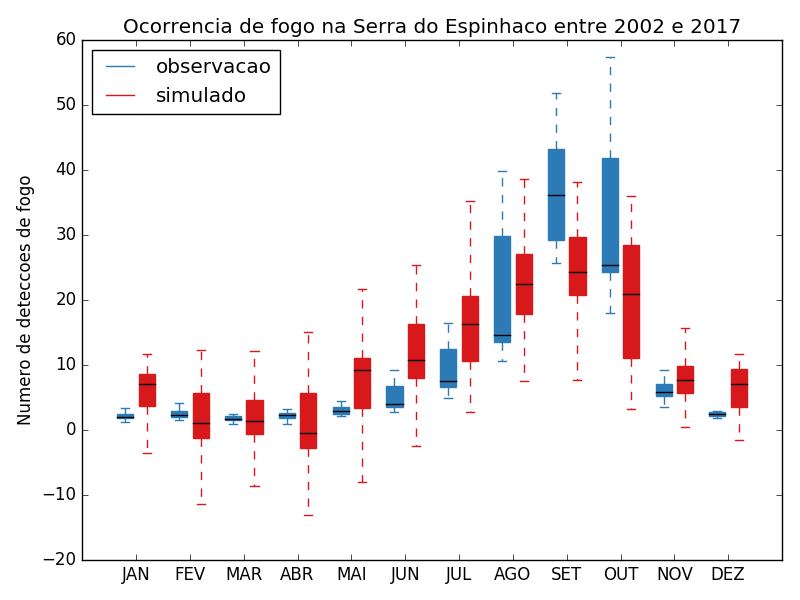 Ocorrencia de fogo na Serra do Espinhaco entre 2002 e 2017
observacao
simulado
Numero de deteccoes de fogo
60
50
40
30
20
10
0
−10
−20
JAN FEV MAR ABR MAI JUN JUL AGO SET OUT NOV DEZ